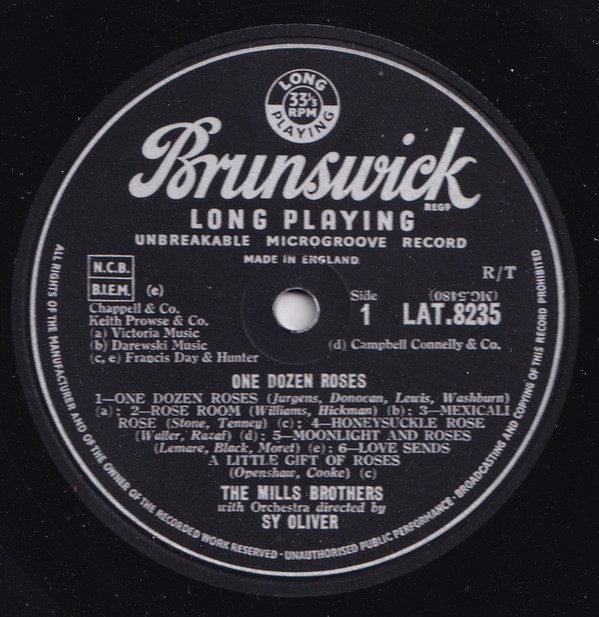 LONG
33⅓
RPM
PLAYING
Brunswick
REGD
LONG PLAYING
UNBREAKABLE MICROGROOVE RECORD
MADE IN ENGLAND
R/T
N.C.B.
B.I.E.M. (e)
Side
1
(MG.5480)
LAT.8235
Chappell & Co.
Keith Prowse & Co.
(a) Victoria Music
(b) Darewski Music
(c, e) Francis Day & Hunter
(d) Campbell Connelly & Co.
ONE DOZEN ROSES
1—ONE DOZEN ROSES (Jurgens, Donovan, Lewis, Washburn)
(a); 2—ROSE ROOM (Williams, Hickman) (b); 3—MEXICALI
ROSE (Stone, Tenney) (c); 4—HONEYSUCKLE ROSE
(Waller, Razaf) (d); 5—MOONLIGHT AND ROSES
(Lemare, Black, Moret) (e); 6—LOVE SENDS
A LITTLE GIFT OF ROSES
(Openshaw, Cooke) (c)
THE MILLS BROTHERS
with Orchestra directed by
SY OLIVER
ALL RIGHTS OF THE MANUFACTURER AND OF THE OWNER OF THE RECORDED WORK RESERVED · UNAUTHORISED PUBLIC PERFORMANCE · BROADCASTING AND COPYING OF THIS RECORD PROHIBITED